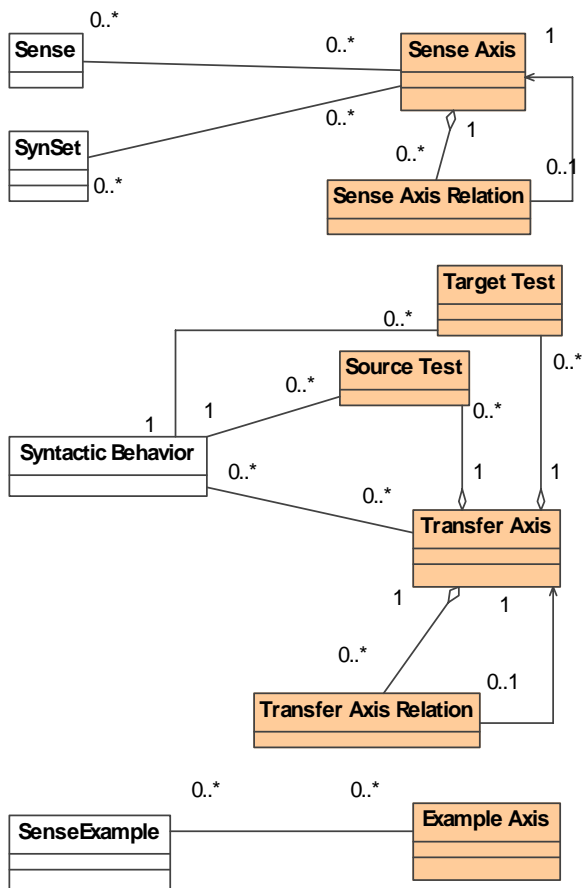 0..*
Sense
0..*
Sense Axis
1
0..*
SynSet
0..*
0..*
1
0..1
Sense Axis Relation
Target Test
0..*
Source Test
0..*
0..*
0..*
1
1
Syntactic Behavior
0..*
0..*
1
1
Transfer Axis
1
1
0..*
0..1
Transfer Axis Relation
0..*
0..*
SenseExample
Example Axis